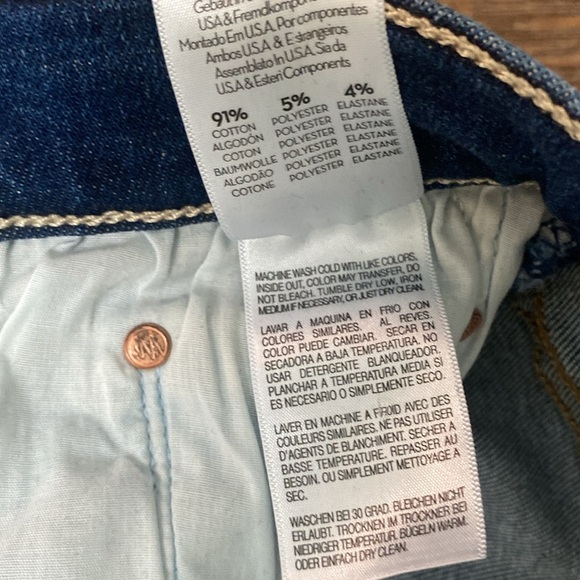 Gebaut In
USA & Fremdkomp
Montado Em U.S.A. Por componentes
Ambos U.S.A & E stranjeros
Assemblato In U.S.A. Sie da
U.S.A & Esteri Components
91% 5% 4%
COTTON POLYESTER ELASTANE
ALGODÓN POLYESTER ELASTANE
COTON POLYESTER ELASTANE
BAUMWOLLE POLYESTER ELASTANE
ALGODÃO POLYESTER ELASTANE
COTONE POLYESTER ELASTANE
MACHINE WASH COLD WITH LIKE COLORS,
INSIDE OUT, COLOR MAY TRANSFER, DO
NOT BLEACH. TUMBLE DRY LOW, IRON
MEDIUM IF NECESSARY, OR JUST DRY CLEAN.
LAVAR A MAQUINA EN FRIO CON
COLORES SIMILARES. AL REVES.
COLOR PUEDE CAMBIAR. SECAR EN
SECADORA A BAJA TEMPERATURA. NO
USAR DETERGENTE BLANQUEADOR.
PLANCHAR A TEMPERATURA MEDIA SI
ES NECESARIO O SIMPLEMENTE SECO.
LAVER EN MACHINE A FROID AVEC DES
COULEURS SIMILAIRES. NE PAS UTILISER
D'AGENTS DE BLANCHIMENT. SECHER A
BASSE TEMPERATURE. REPASSER AU
BESOIN. OU SIMPLEMENT METTOYAGE A
SEC.
WASCHEN BEI 30 GRAD. BLEICHEN NICHT
ERLAUBT. TROCKNEN IM TROCKNER BEI
NIEDRIGER TEMPERATUR. BÜGELN WARM.
ODER EINFACH DRY CLEAN.